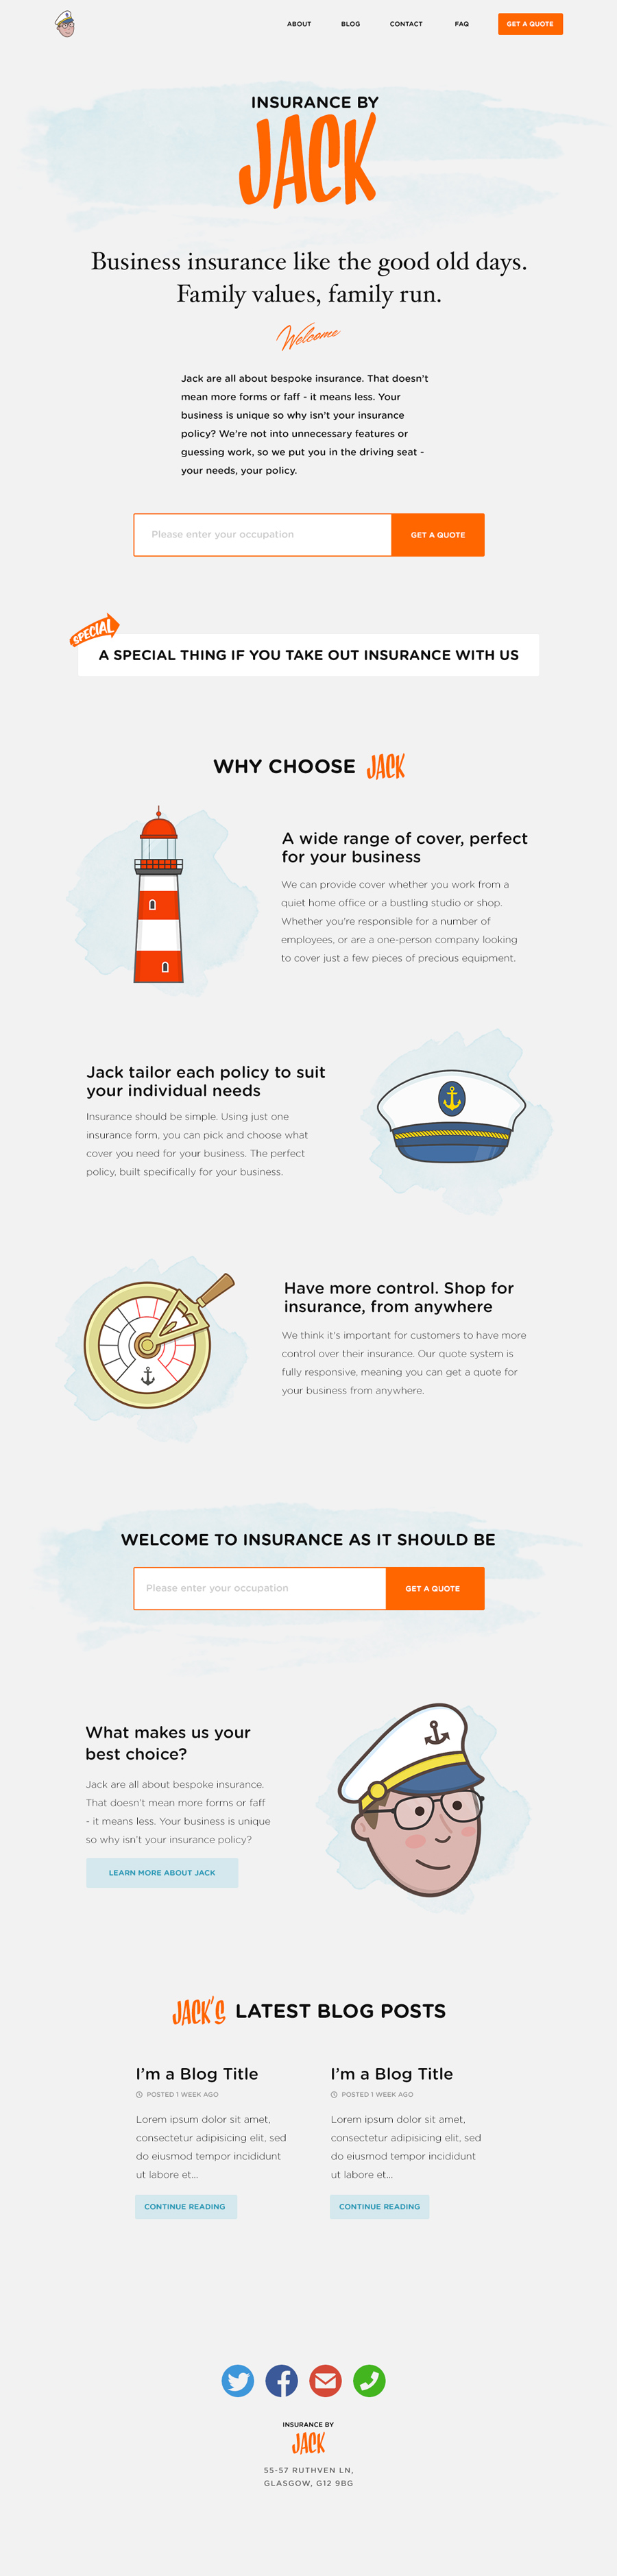 ABOUT BLOG CONTACT FAQ GET A QUOTE
INSURANCE BY
JACK
Business insurance like the good old days.
Family values, family run.
Welcome
Jack are all about bespoke insurance. That doesn't
mean more forms or faff - it means less. Your
business is unique so why isn't your insurance
policy? We're not into unnecessary features or
guessing work, so we put you in the driving seat -
your needs, your policy.
Please enter your occupation GET A QUOTE
SPECIAL
A SPECIAL THING IF YOU TAKE OUT INSURANCE WITH US
WHY CHOOSE JACK
A wide range of cover, perfect
for your business
We can provide cover whether you work from a
quiet home office or a bustling studio or shop.
Whether you're responsible for a number of
employees, or are a one-person company looking
to cover just a few pieces of precious equipment.
Jack tailor each policy to suit
your individual needs
Insurance should be simple. Using just one
insurance form, you can pick and choose what
cover you need for your business. The perfect
policy, built specifically for your business.
Have more control. Shop for
insurance, from anywhere
We think it's important for customers to have more
control over their insurance. Our quote system is
fully responsive, meaning you can get a quote for
your business from anywhere.
WELCOME TO INSURANCE AS IT SHOULD BE
Please enter your occupation GET A QUOTE
What makes us your
best choice?
Jack are all about bespoke insurance.
That doesn't mean more forms or faff
- it means less. Your business is unique
so why isn't your insurance policy?
LEARN MORE ABOUT JACK
JACK'S LATEST BLOG POSTS
I'm a Blog Title
POSTED 1 WEEK AGO
Lorem ipsum dolor sit amet,
consectetur adipisicing elit, sed
do eiusmod tempor incididunt
ut labore et...
CONTINUE READING
I'm a Blog Title
POSTED 1 WEEK AGO
Lorem ipsum dolor sit amet,
consectetur adipisicing elit, sed
do eiusmod tempor incididunt
ut labore et...
CONTINUE READING
INSURANCE BY
JACK
55-57 RUTHVEN LN,
GLASGOW, G12 9BG